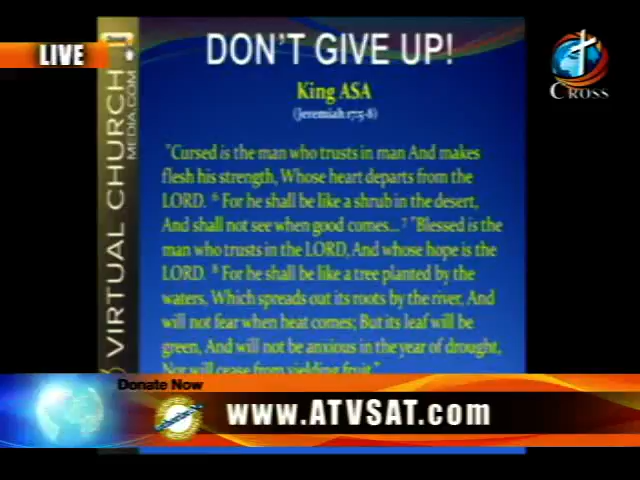 LIVE
DON'T GIVE UP!
King ASA
(Jeremiah 17:5-8)
CROSS
VIRTUAL CHURCH
MEDIA.COM
"Cursed is the man who trusts in man And makes
flesh his strength, Whose heart departs from the
LORD. 6 For he shall be like a shrub in the desert,
And shall not see when good comes... 7 "Blessed is the
man who trusts in the LORD, And whose hope is the
LORD. 8 For he shall be like a tree planted by the
waters, Which spreads out its roots by the river, And
will not fear when heat comes; But its leaf will be
green, And will not be anxious in the year of drought,
Nor will cease from yielding fruit."
Donate Now
www.ATVSAT.com